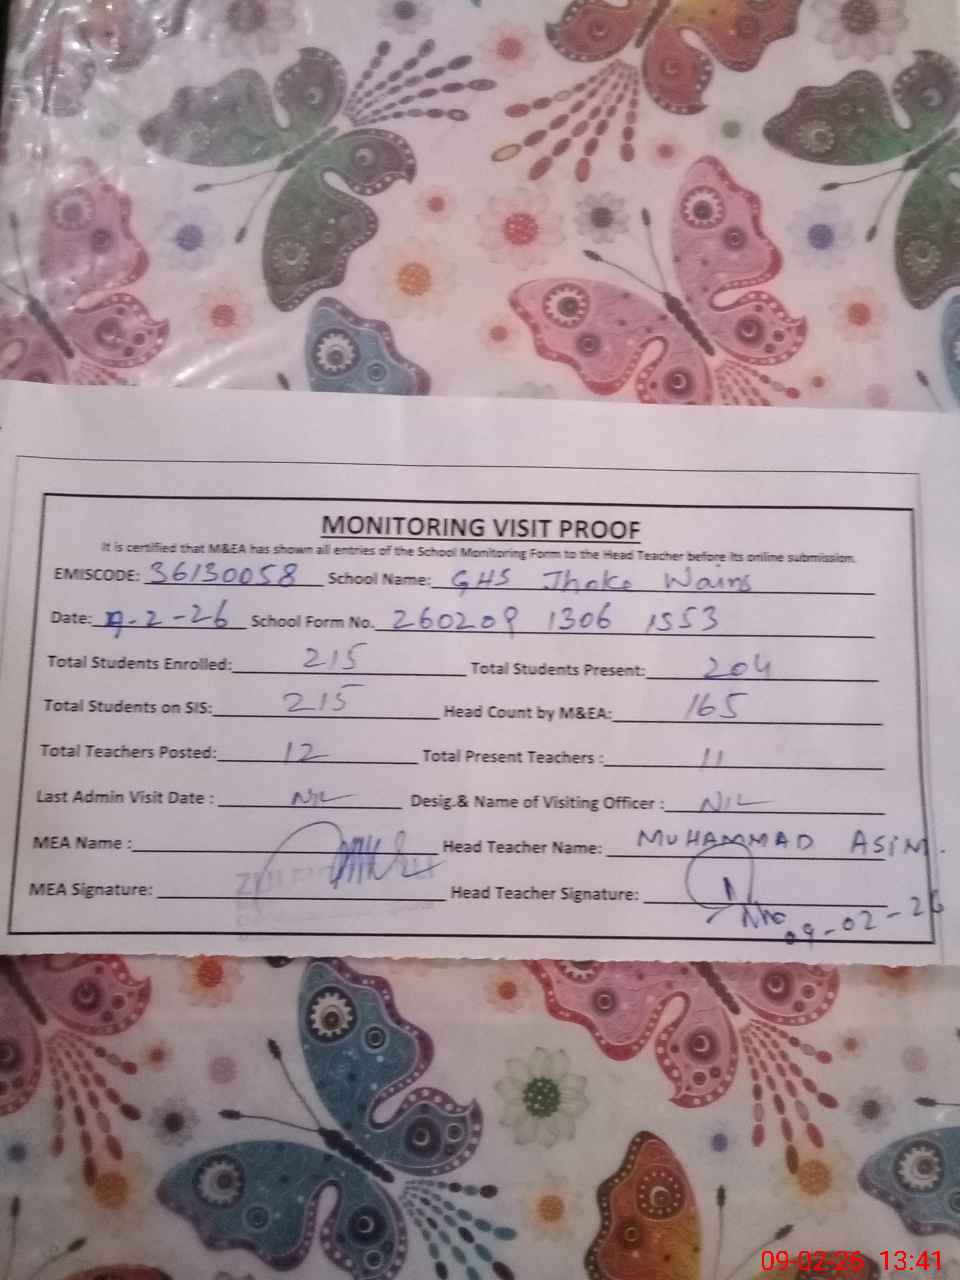 MONITORING VISIT PROOF
It is certified that M&EA has shown all entries of the School Monitoring Form to the Head Teacher before its online submission.
EMISCODE: 36130058 School Name: GHS Jhoke Wains
Date: 9-2-26 School Form No. 260209 1306 1553
Total Students Enrolled: 215 Total Students Present: 204
Total Students on SIS: 215 Head Count by M&EA: 165
Total Teachers Posted: 12 Total Present Teachers : 11
Last Admin Visit Date : NIL Desig.& Name of Visiting Officer : NIL
MEA Name : Head Teacher Name: MUHAMMAD ASIM.
MEA Signature: Head Teacher Signature:
09-02-26
09-02-26 13:41